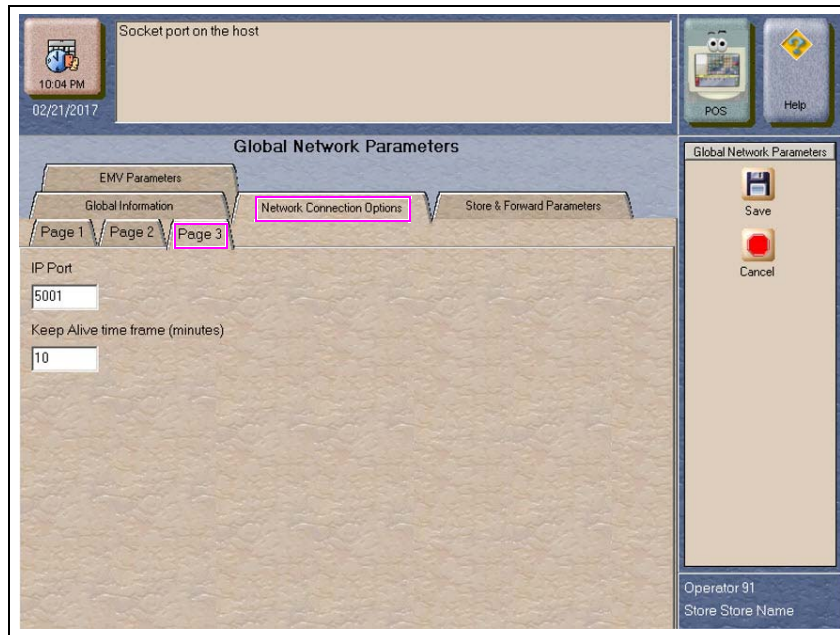 Socket port on the host
10:04 PM
02/21/2017
POS
Help
Global Network Parameters
EMV Parameters
Global Information
Network Connection Options
Store & Forward Parameters
Page 1
Page 2
Page 3
IP Port
5001
Keep Alive time frame (minutes)
10
Global Network Parameters
Save
Cancel
Operator 91
Store Store Name